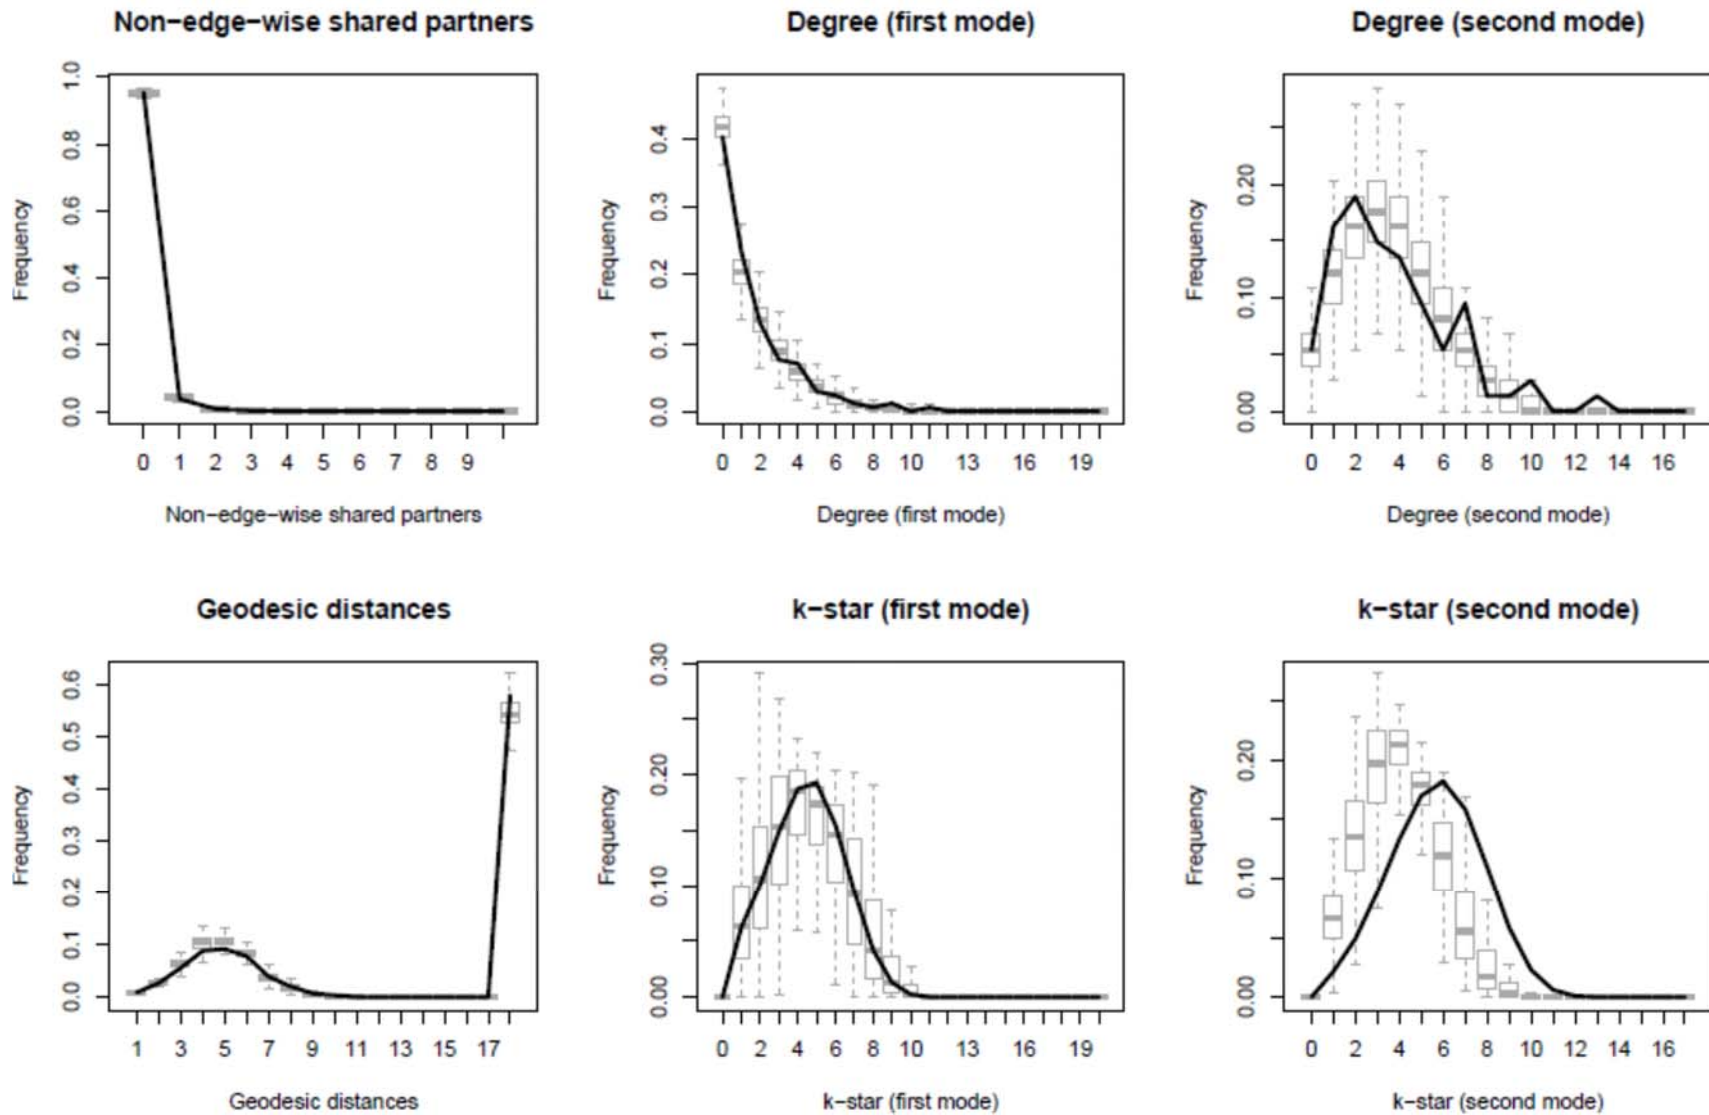 Non-edge-wise shared partners
Frequency
1.0
0.8
0.6
0.4
0.2
0.0
0 1 2 3 4 5 6 7 8 9
Non-edge-wise shared partners
Degree (first mode)
Frequency
0.4
0.3
0.2
0.1
0.0
0 2 4 6 8 10 13 16 19
Degree (first mode)
Degree (second mode)
Frequency
0.20
0.10
0.00
0 2 4 6 8 10 12 14 16
Degree (second mode)
Geodesic distances
Frequency
0.6
0.5
0.4
0.3
0.2
0.1
0.0
1 3 5 7 9 11 13 15 17
Geodesic distances
k-star (first mode)
Frequency
0.30
0.20
0.10
0.00
0 2 4 6 8 10 13 16 19
k-star (first mode)
k-star (second mode)
Frequency
0.20
0.10
0.00
0 2 4 6 8 10 12 14 16
k-star (second mode)